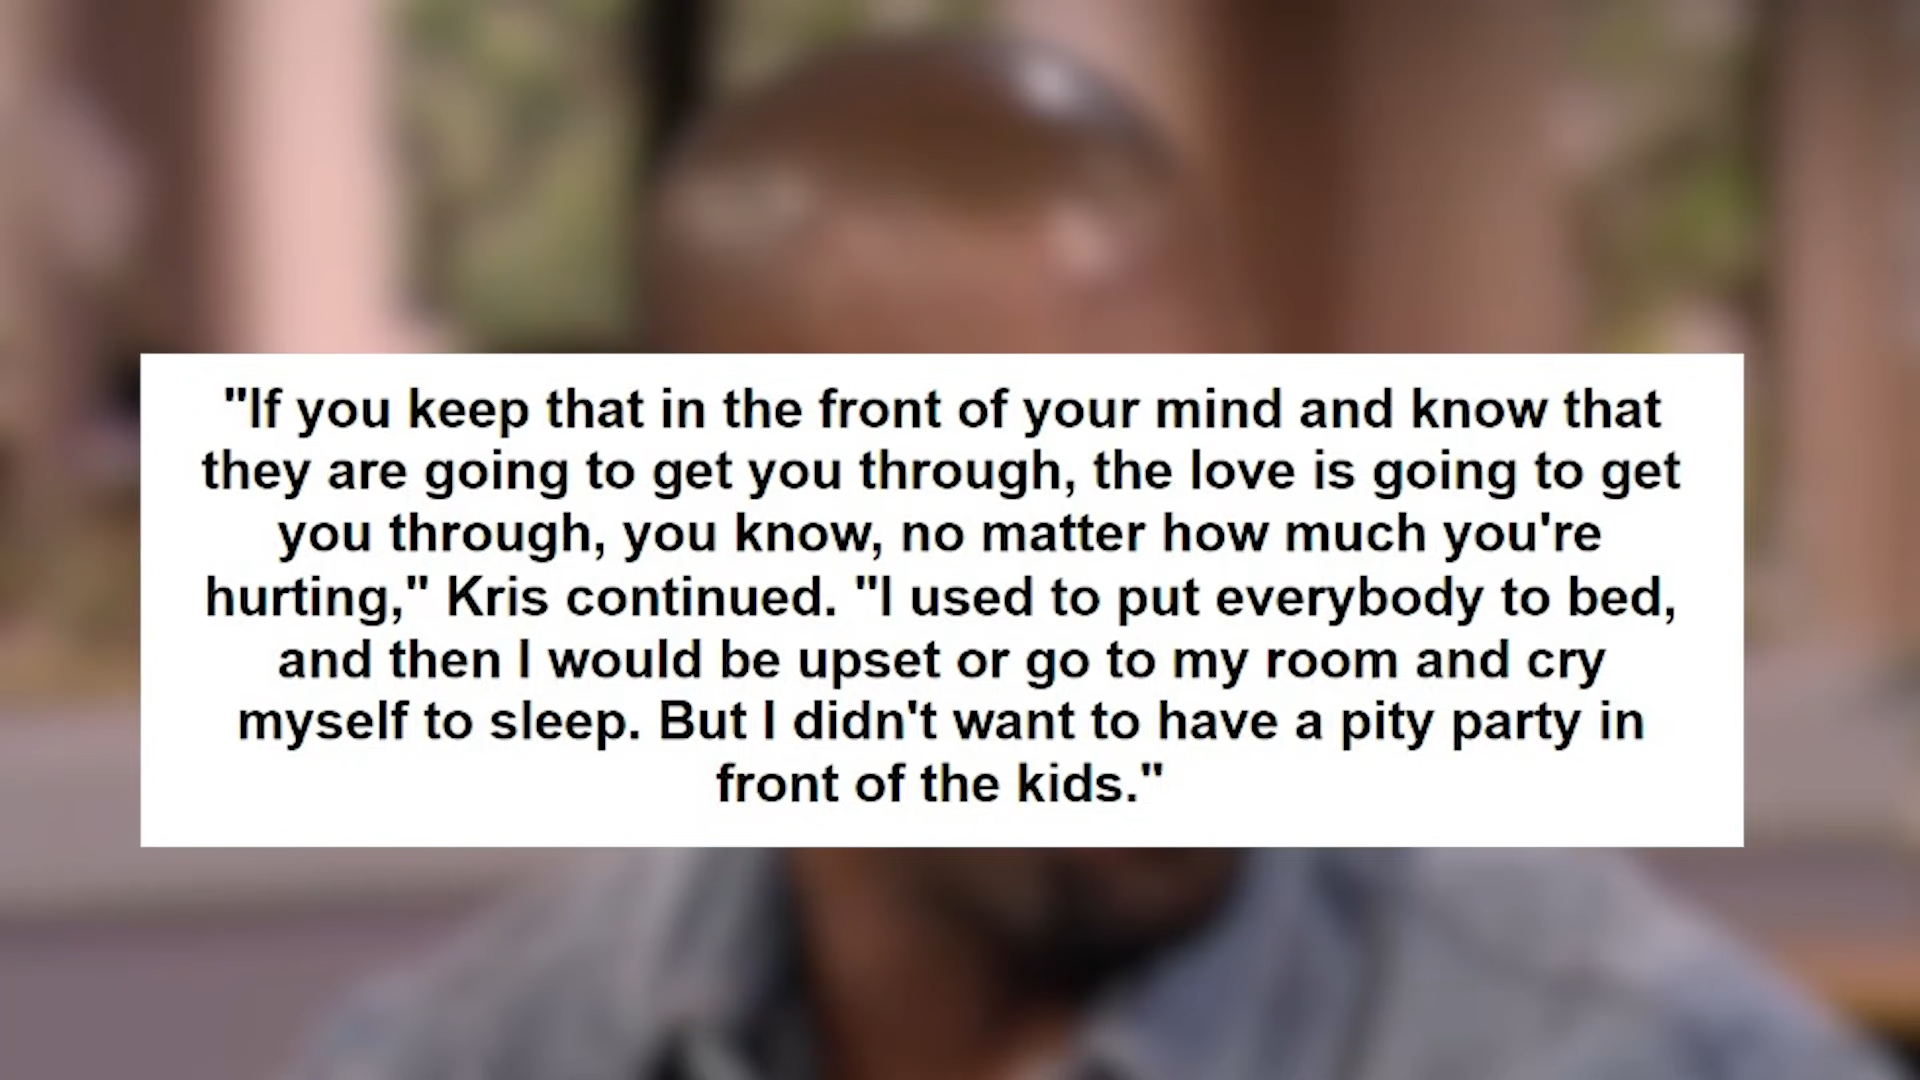 "If you keep that in the front of your mind and know that
they are going to get you through, the love is going to get
you through, you know, no matter how much you're
hurting," Kris continued. "I used to put everybody to bed,
and then I would be upset or go to my room and cry
myself to sleep. But I didn't want to have a pity party in
front of the kids."